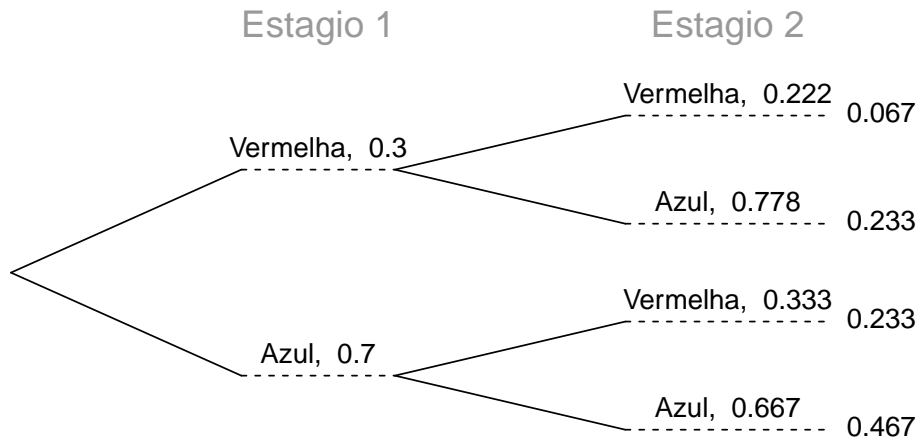 Estagio 1
Estagio 2
Vermelha, 0.222
0.067
Vermelha, 0.3
Azul, 0.778
0.233
Vermelha, 0.333
0.233
Azul, 0.7
Azul, 0.667
0.467